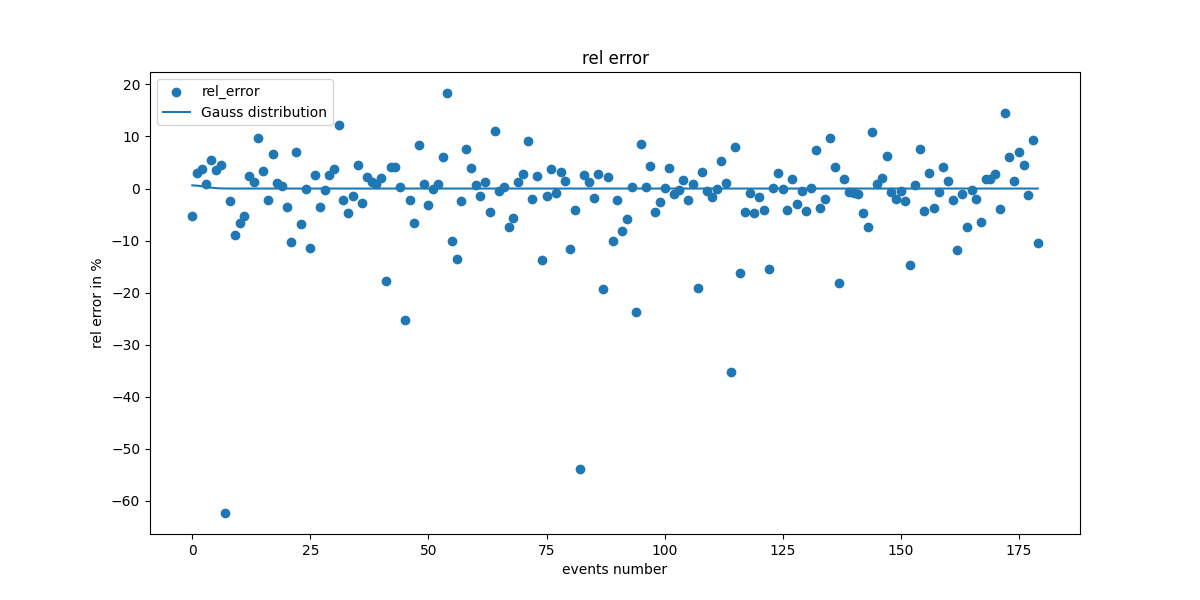 rel error
rel_error
Gauss distribution
rel error in %
20
10
0
−10
−20
−30
−40
−50
−60
0 25 50 75 100 125 150 175
events number